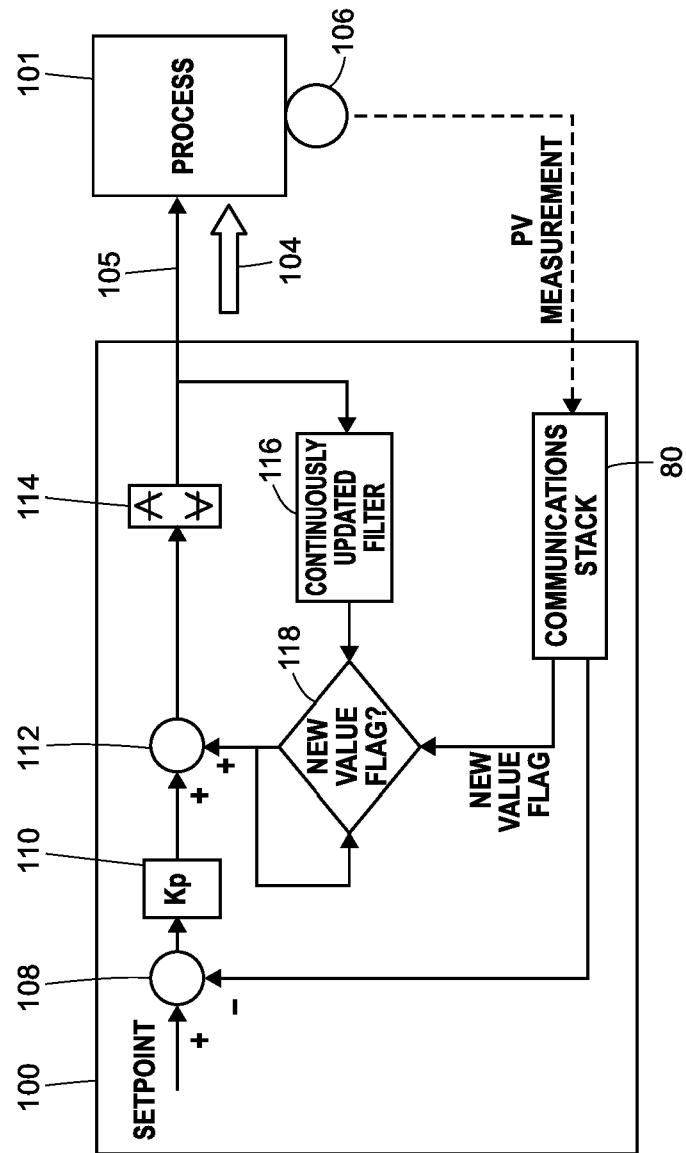 100
108
110
112
114
105
101
SETPOINT
+
−
Kp
+
+
PROCESS
104
106
118
116
NEW
VALUE
FLAG?
CONTINUOUSLY
UPDATED
FILTER
NEW
VALUE
FLAG
COMMUNICATIONS
STACK
80
PV
MEASUREMENT